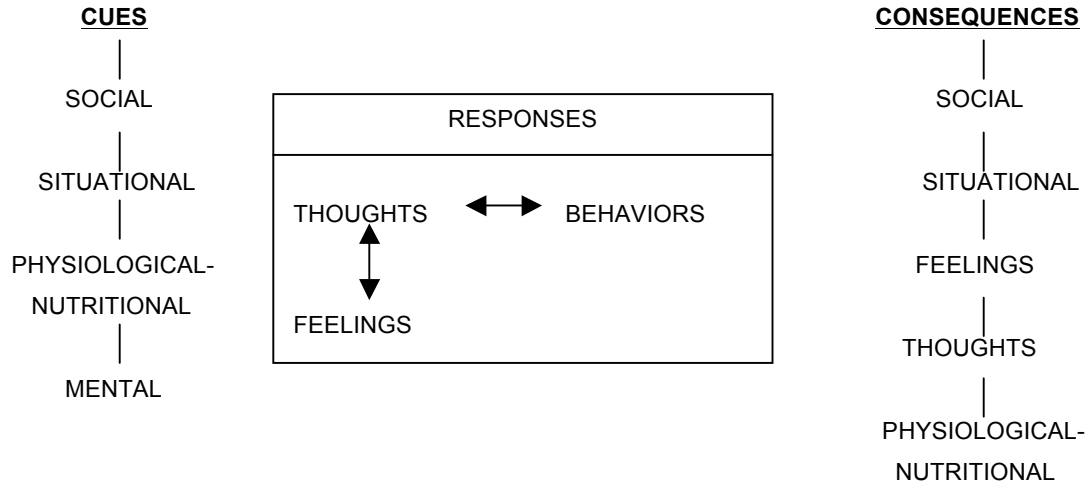 CUES
SOCIAL
SITUATIONAL
PHYSIOLOGICAL-
NUTRITIONAL
MENTAL
RESPONSES
THOUGHTS
BEHAVIORS
FEELINGS
CONSEQUENCES
SOCIAL
SITUATIONAL
FEELINGS
THOUGHTS
PHYSIOLOGICAL-
NUTRITIONAL